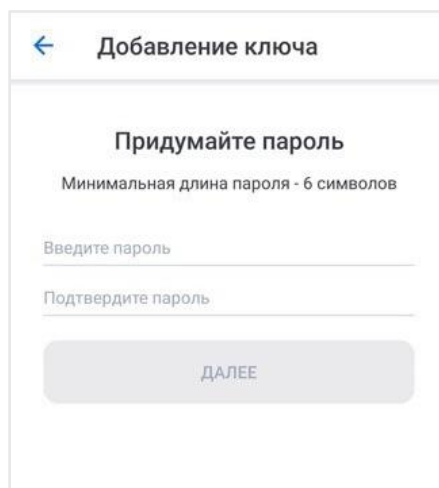 Добавление ключа
Придумайте пароль
Минимальная длина пароля - 6 символов
Введите пароль
Подтвердите пароль
ДАЛЕЕ